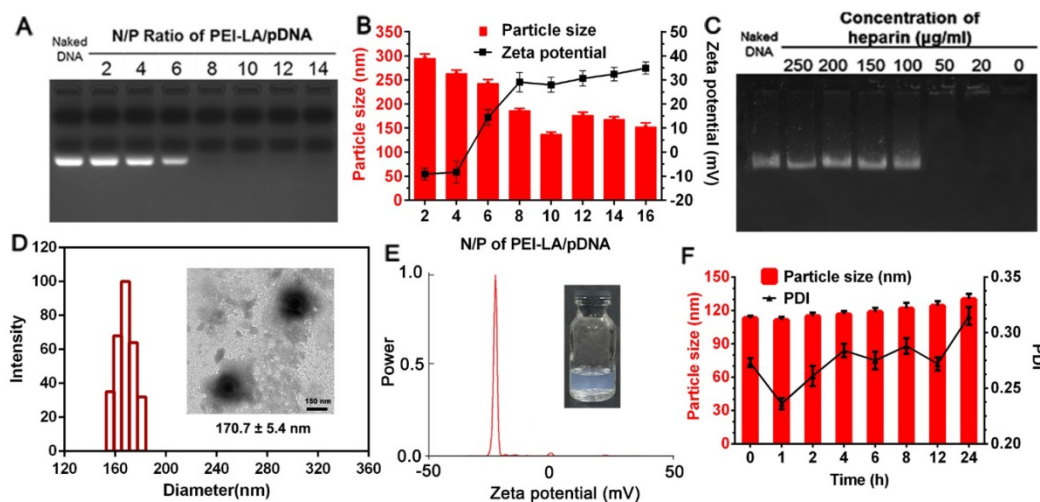 A
N/P Ratio of PEI-LA/pDNA
Naked
DNA
2 4 6 8 10 12 14
B
Particle size
Zeta potential
Particle size (nm)
350
300
250
200
150
100
50
0
50
40
30
20
10
0
-10
-20
Zeta potential (mV)
2 4 6 8 10 12 14 16
N/P of PEI-LA/pDNA
C
Concentration of
heparin (µg/ml)
Naked
DNA
250 200 150 100 50 20 0
D
Intensity
120
100
80
60
40
20
0
150 nm
170.7 ± 5.4 nm
120 160 200 240 280 320 360
Diameter(nm)
E
Power
1.0
0.5
0.0
-50 0 50
Zeta potential (mV)
F
Particle size (nm)
PDI
Particle size (nm)
150
120
90
60
30
0
0.35
0.30
0.25
0.20
PDI
0 1 2 4 6 8 12 24
Time (h)